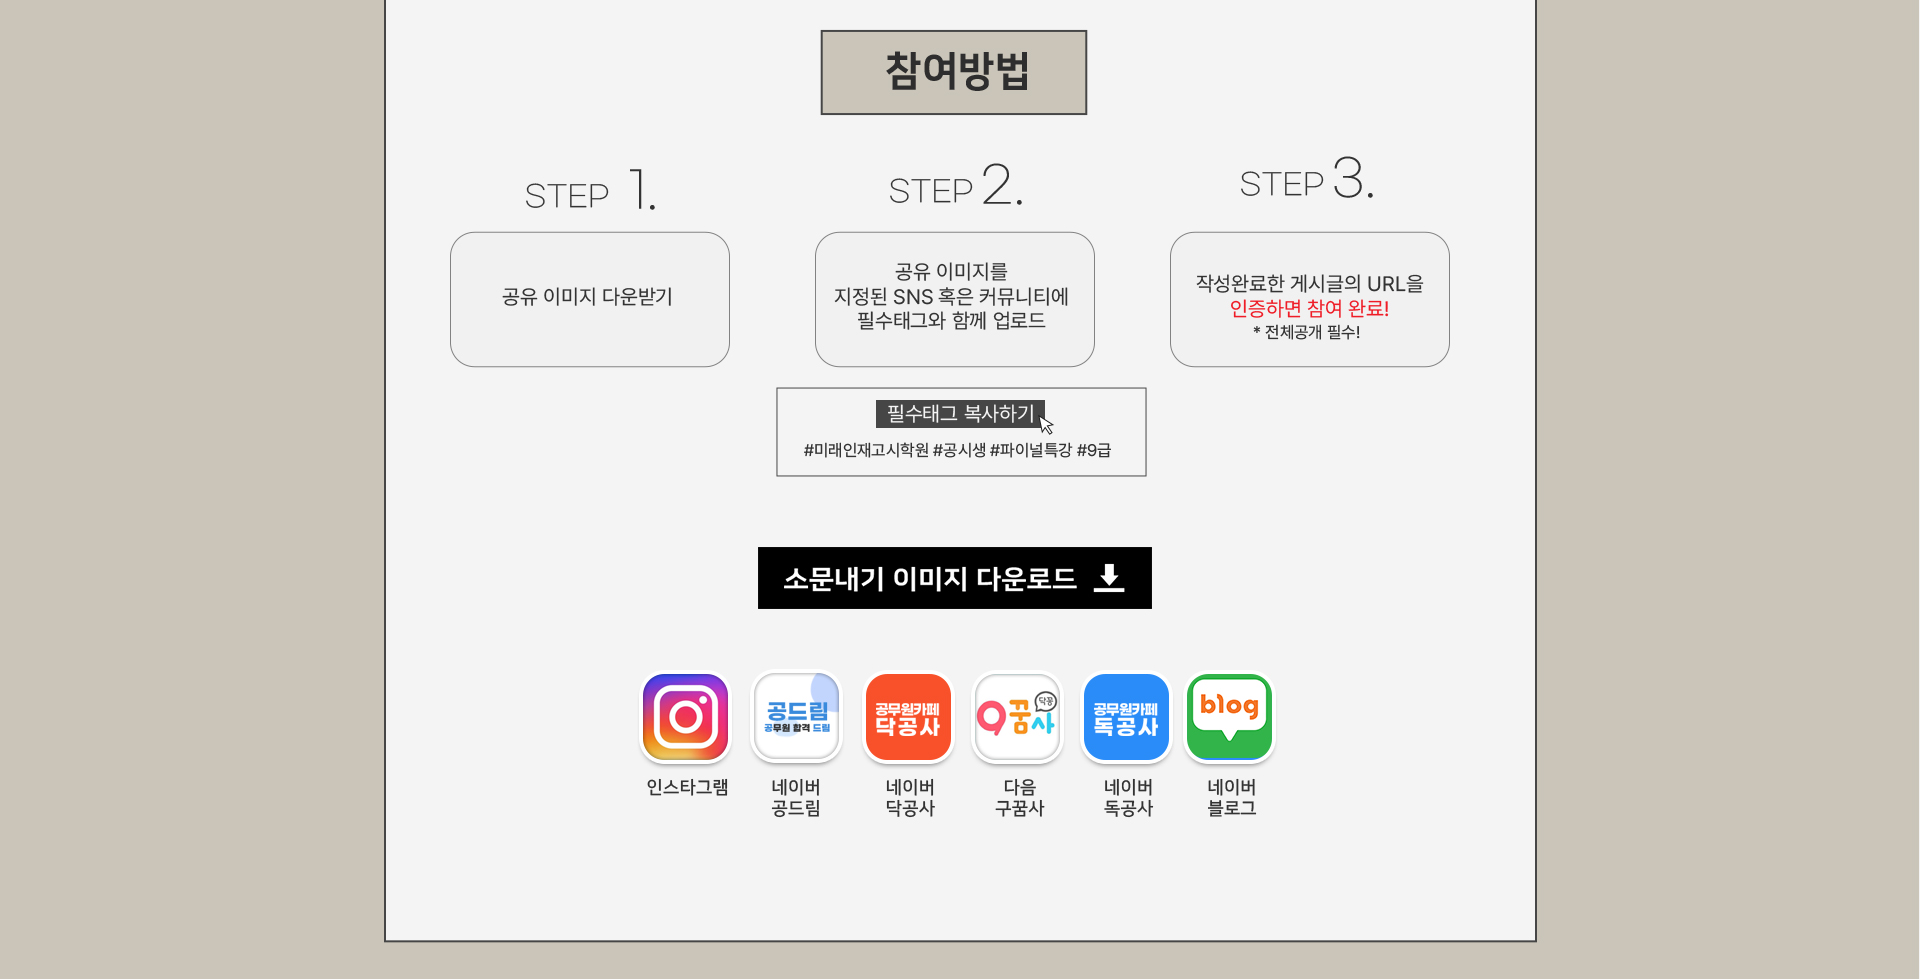 참여방법
STEP 1.
STEP 2.
STEP 3.
공유 이미지 다운받기
공유 이미지를
지정된 SNS 혹은 커뮤니티에
필수태그와 함께 업로드
작성완료한 게시글의 URL을
인증하면 참여 완료!
* 전체공개 필수!
필수태그 복사하기
#미래인재고시학원 #공시생 #파이널특강 #9급
소문내기 이미지 다운로드
공드림
공무원 합격 드림
공무원카페
닥공사
9꿈사
닥꿈
공무원카페
독공사
blog
인스타그램
네이버
공드림
네이버
닥공사
다음
구꿈사
네이버
독공사
네이버
블로그